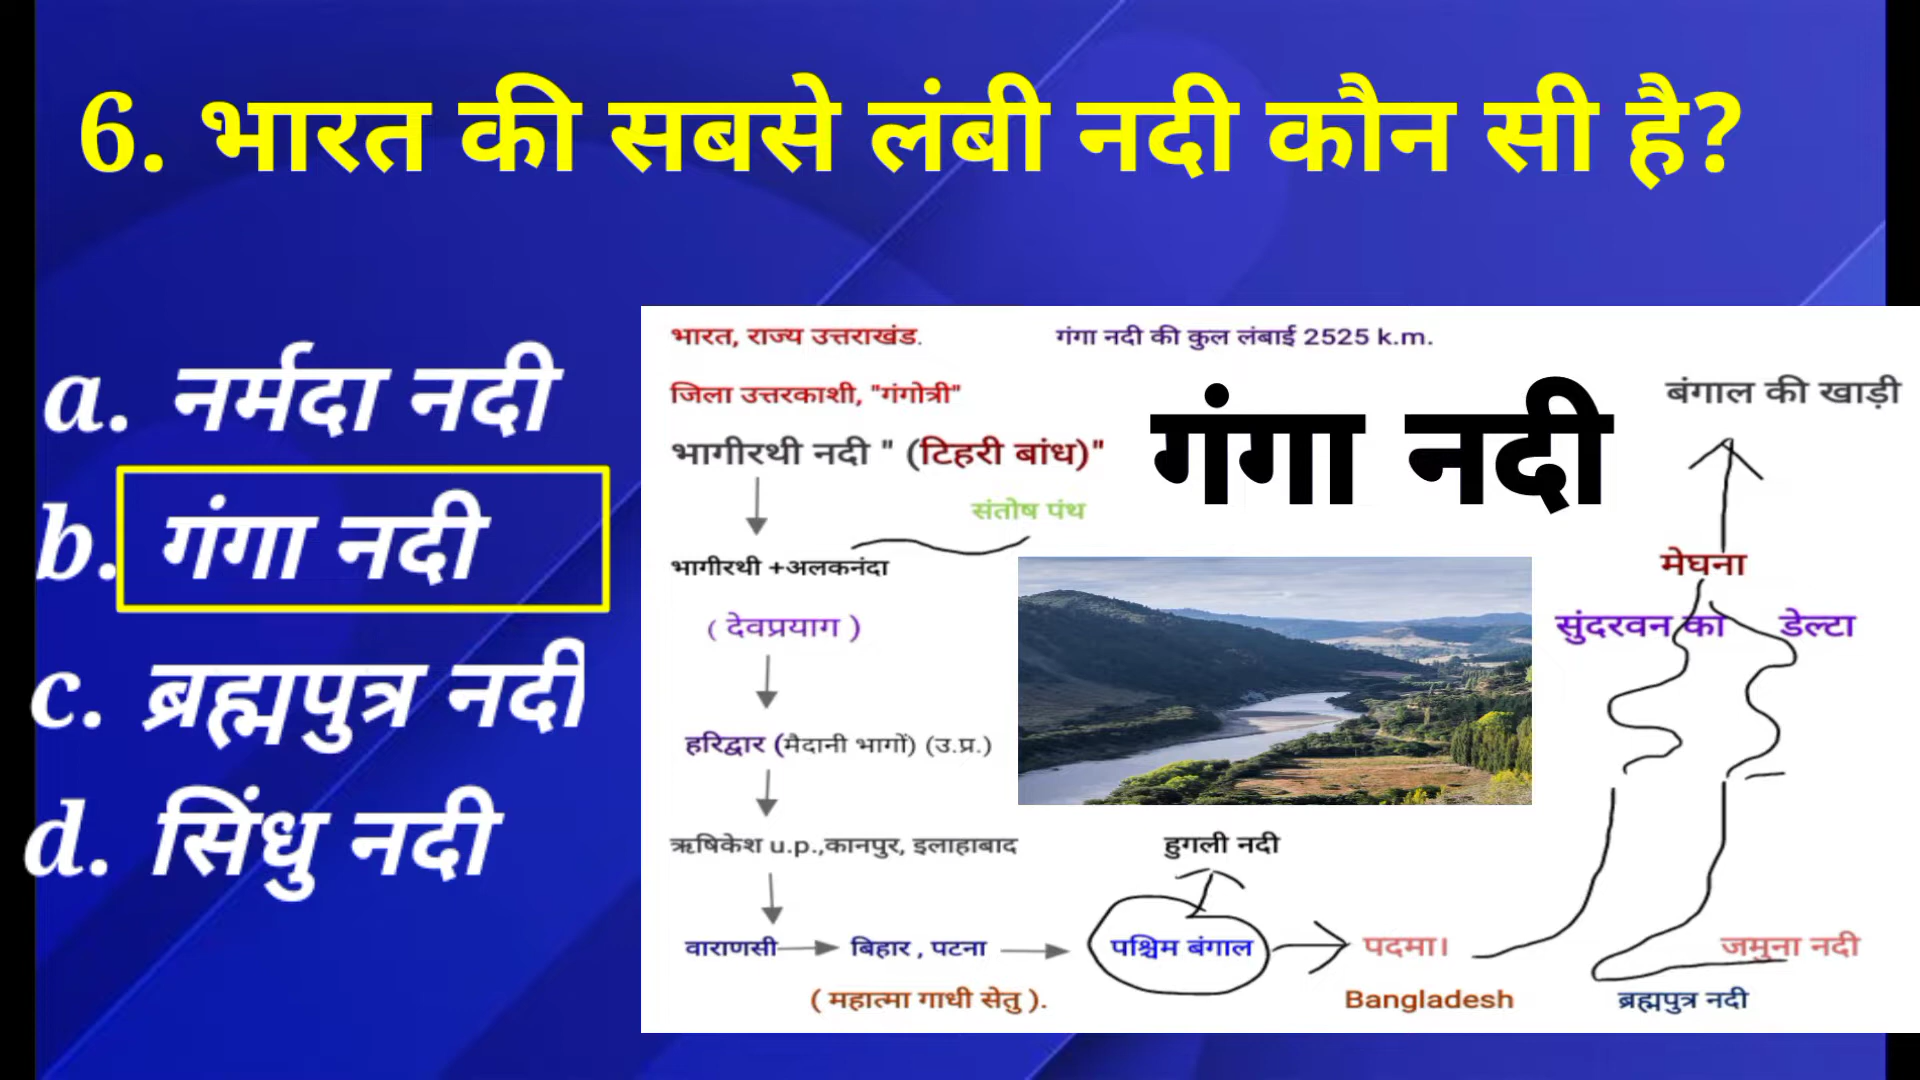 6. भारत की सबसे लंबी नदी कौन सी है?
a. नर्मदा नदी
b. गंगा नदी
c. ब्रह्मपुत्र नदी
d. सिंधु नदी
भारत, राज्य उत्तराखंड.
गंगा नदी की कुल लंबाई 2525 k.m.
जिला उत्तरकाशी, "गंगोत्री"
गंगा नदी
बंगाल की खाड़ी
भागीरथी नदी " (टिहरी बांध)"
संतोष पंथ
भागीरथी +अलकनंदा
मेघना
( देवप्रयाग )
सुंदरवन का डेल्टा
हरिद्वार (मैदानी भागों) (उ.प्र.)
ऋषिकेश u.p.,कानपुर, इलाहाबाद
हुगली नदी
वाराणसी
बिहार , पटना
पश्चिम बंगाल
पदमा।
जमुना नदी
( महात्मा गाधी सेतु ).
Bangladesh
ब्रह्मपुत्र नदी